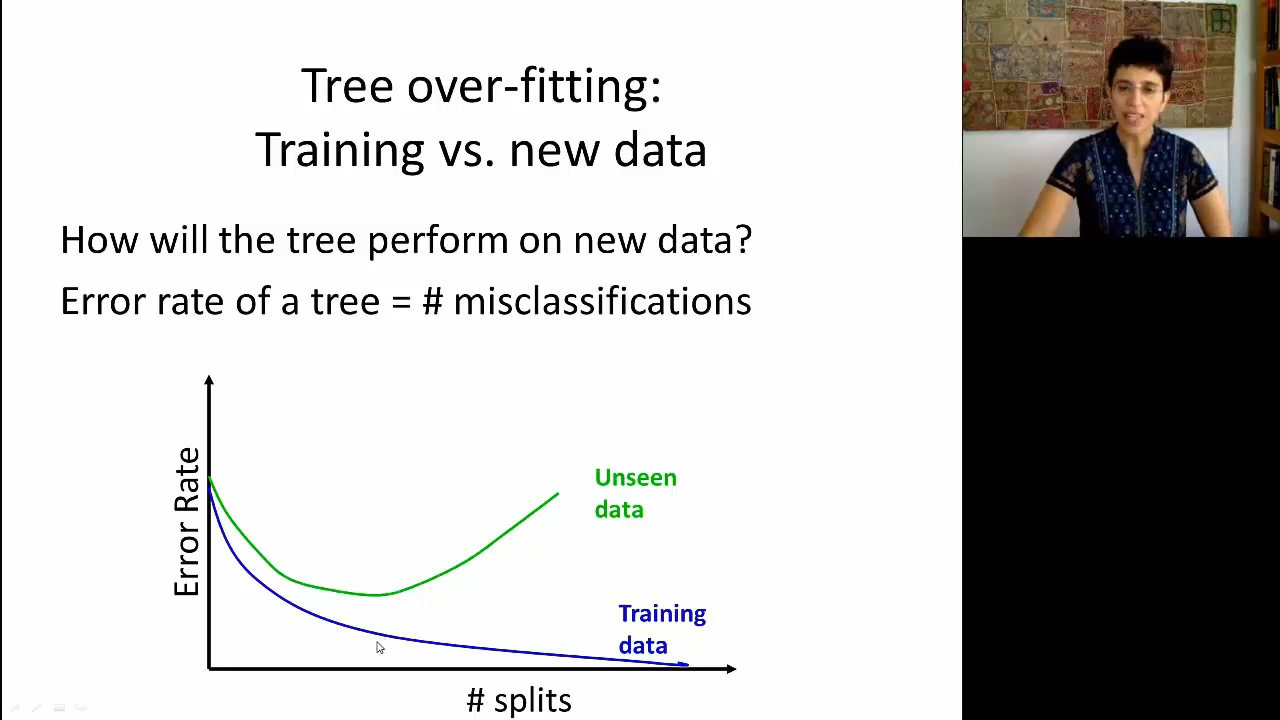 Tree over-fitting:
Training vs. new data
How will the tree perform on new data?
Error rate of a tree = # misclassifications
Error Rate
Unseen
data
Training
data
# splits